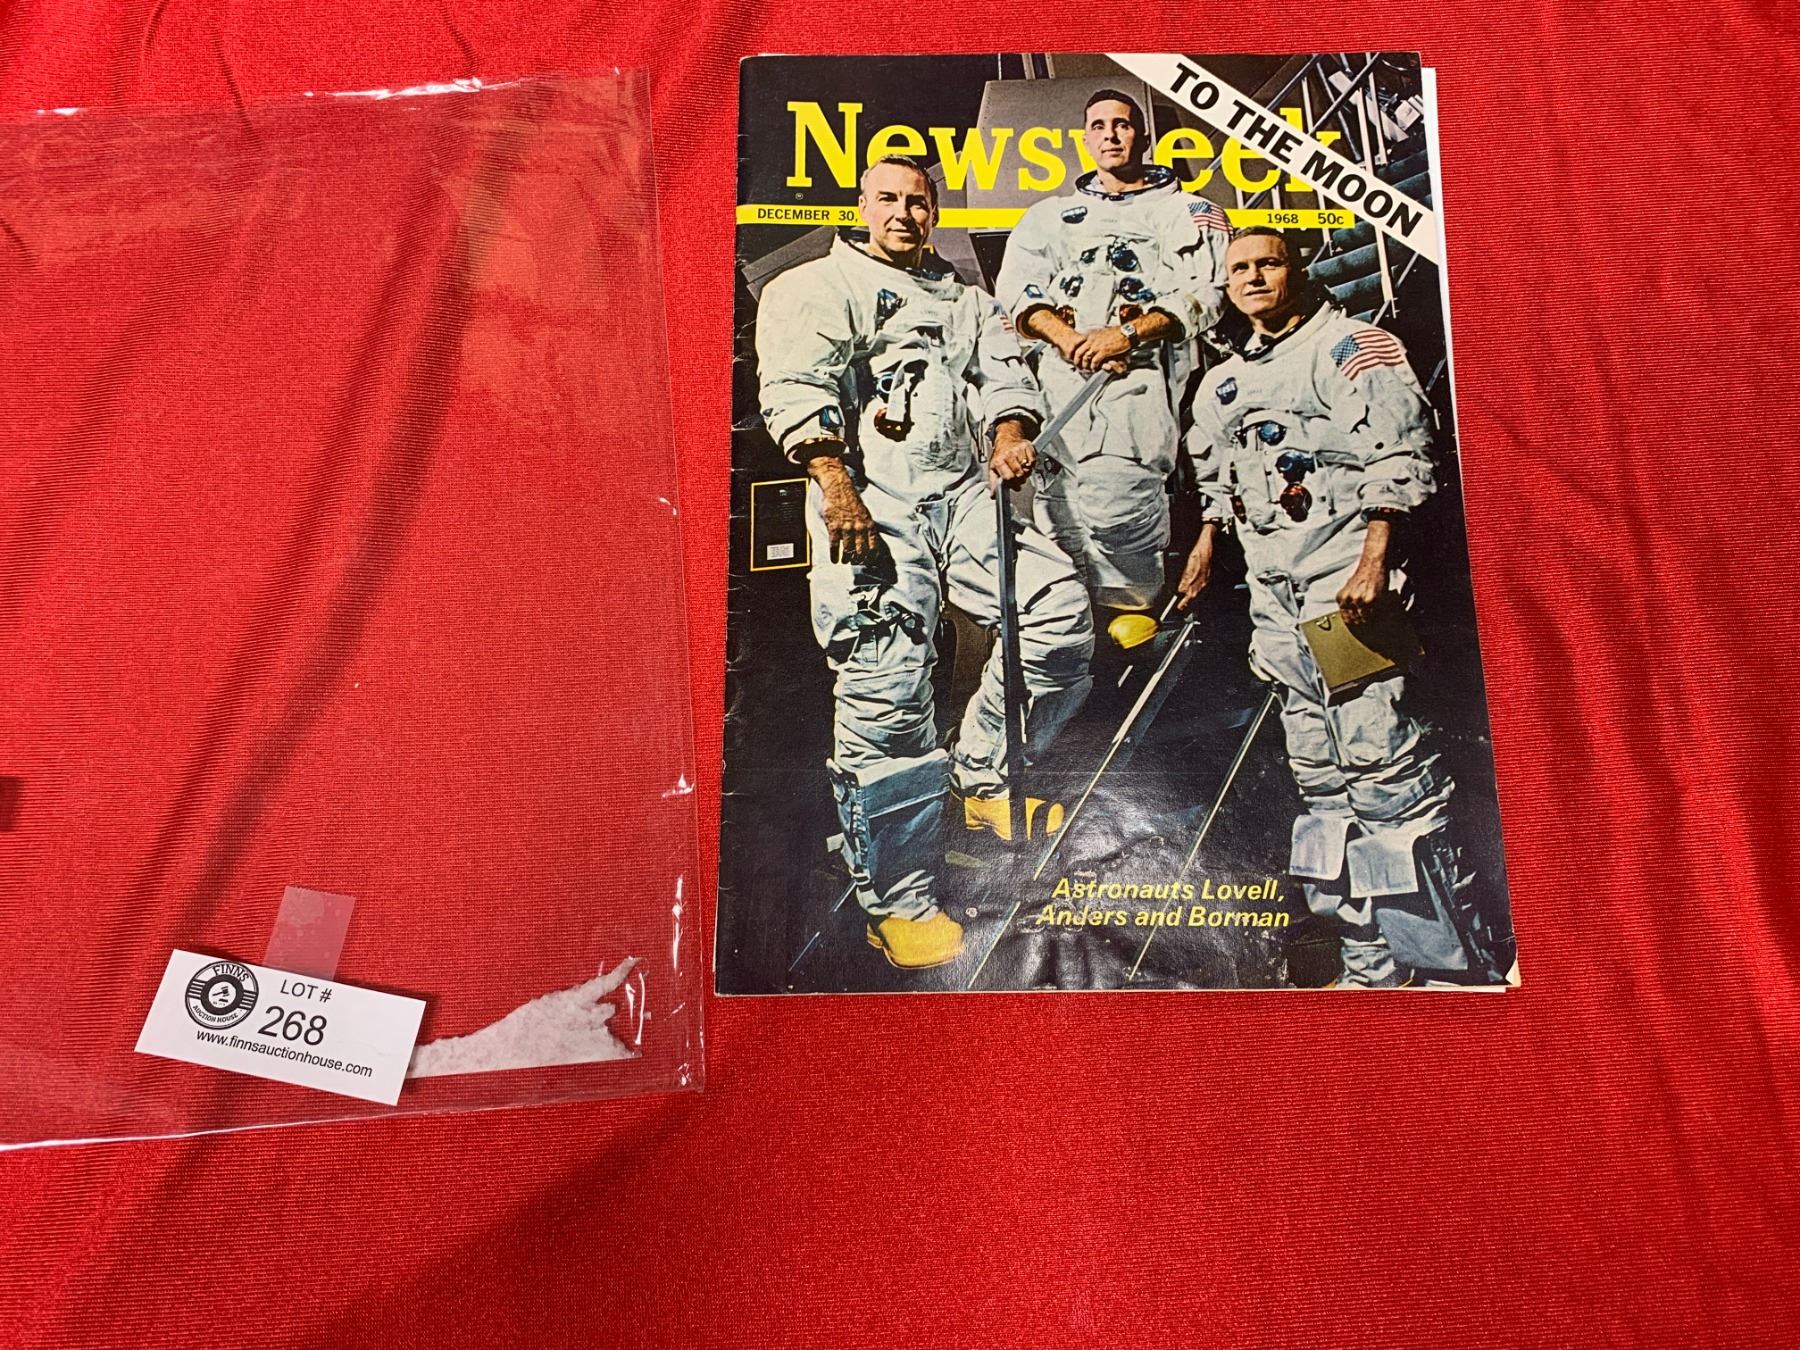 TO THE MOON
Newsweek
DECEMBER 30, 1968 50c
Astronauts Lovell,
Anders and Borman
FINNS
AUCTION HOUSE
LOT #
268
www.finnsauctionhouse.com